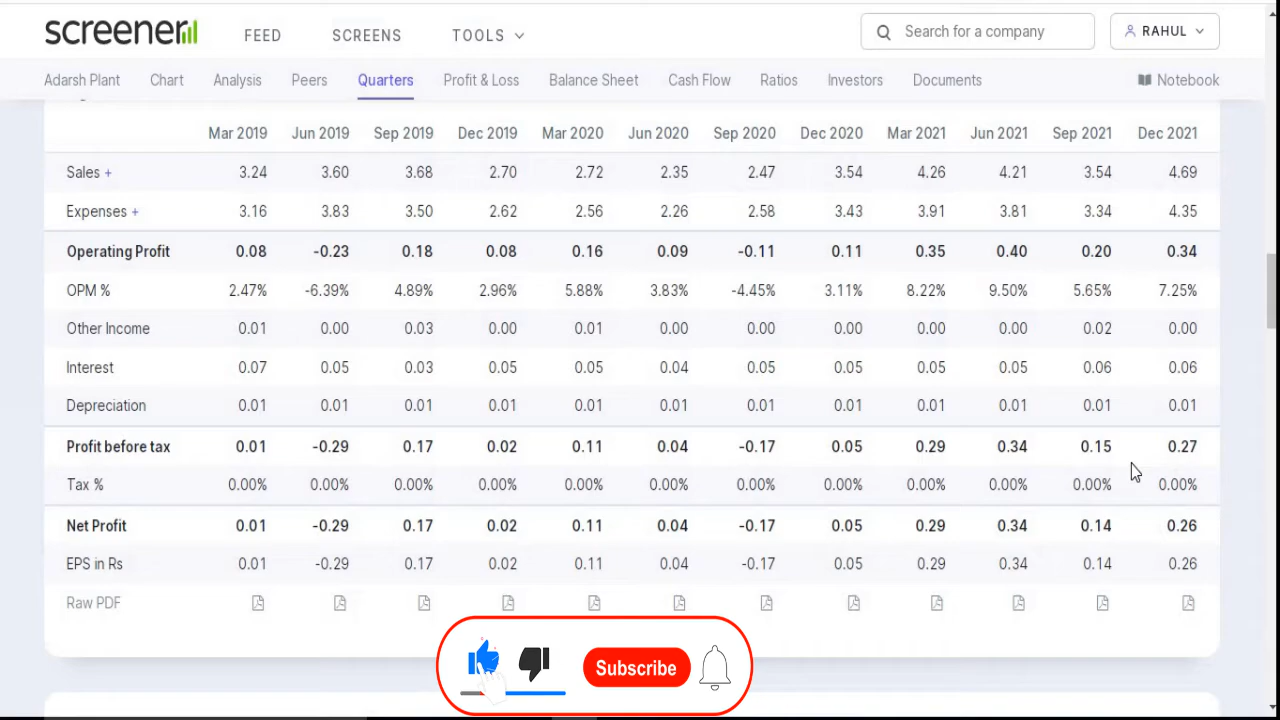 screener FEED SCREENS TOOLS Search for a company RAHUL
Adarsh Plant Chart Analysis Peers Quarters Profit & Loss Balance Sheet Cash Flow Ratios Investors Documents Notebook
Mar 2019 Jun 2019 Sep 2019 Dec 2019 Mar 2020 Jun 2020 Sep 2020 Dec 2020 Mar 2021 Jun 2021 Sep 2021 Dec 2021
Sales + 3.24 3.60 3.68 2.70 2.72 2.35 2.47 3.54 4.26 4.21 3.54 4.69
Expenses + 3.16 3.83 3.50 2.62 2.56 2.26 2.58 3.43 3.91 3.81 3.34 4.35
Operating Profit 0.08 -0.23 0.18 0.08 0.16 0.09 -0.11 0.11 0.35 0.40 0.20 0.34
OPM % 2.47% -6.39% 4.89% 2.96% 5.88% 3.83% -4.45% 3.11% 8.22% 9.50% 5.65% 7.25%
Other Income 0.01 0.00 0.03 0.00 0.01 0.00 0.00 0.00 0.00 0.00 0.02 0.00
Interest 0.07 0.05 0.03 0.05 0.05 0.04 0.05 0.05 0.05 0.05 0.06 0.06
Depreciation 0.01 0.01 0.01 0.01 0.01 0.01 0.01 0.01 0.01 0.01 0.01 0.01
Profit before tax 0.01 -0.29 0.17 0.02 0.11 0.04 -0.17 0.05 0.29 0.34 0.15 0.27
Tax % 0.00% 0.00% 0.00% 0.00% 0.00% 0.00% 0.00% 0.00% 0.00% 0.00% 0.00% 0.00%
Net Profit 0.01 -0.29 0.17 0.02 0.11 0.04 -0.17 0.05 0.29 0.34 0.14 0.26
EPS in Rs 0.01 -0.29 0.17 0.02 0.11 0.04 -0.17 0.05 0.29 0.34 0.14 0.26
Raw PDF
Subscribe